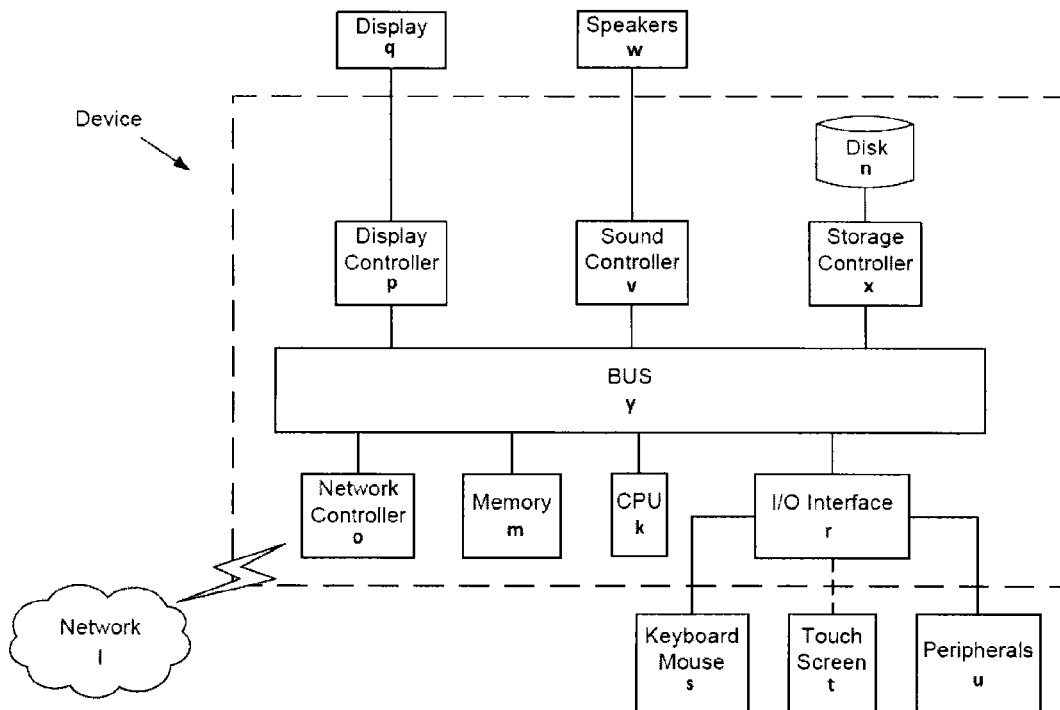 Display
q
Speakers
w
Device
Disk
n
Display
Controller
p
Sound
Controller
v
Storage
Controller
x
BUS
y
Network
Controller
o
Memory
m
CPU
k
I/O Interface
r
Network
l
Keyboard
Mouse
s
Touch
Screen
t
Peripherals
u